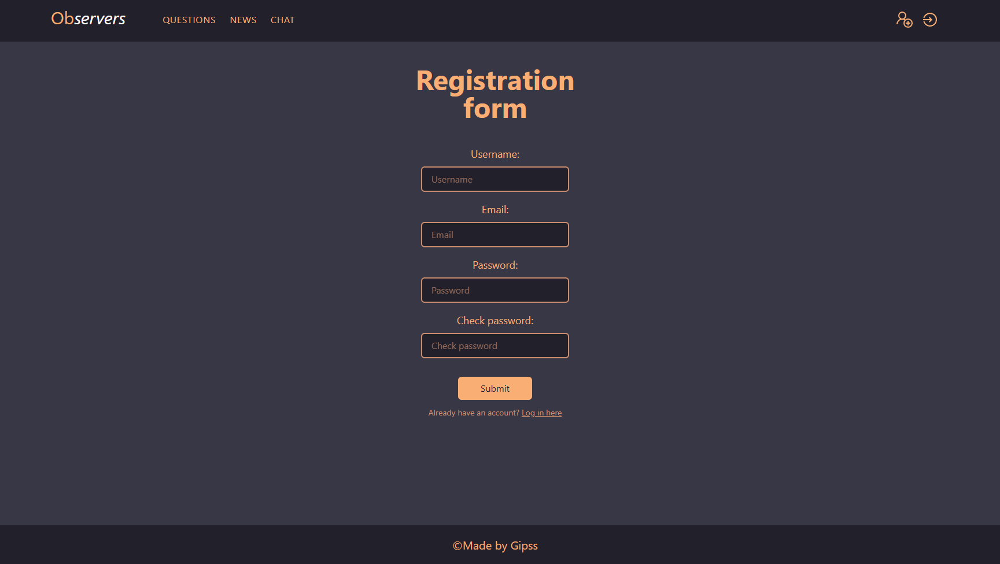 Observers QUESTIONS NEWS CHAT
Registration
form
Username:
Username
Email:
Email
Password:
Password
Check password:
Check password
Submit
Already have an account? Log in here
©Made by Gipss